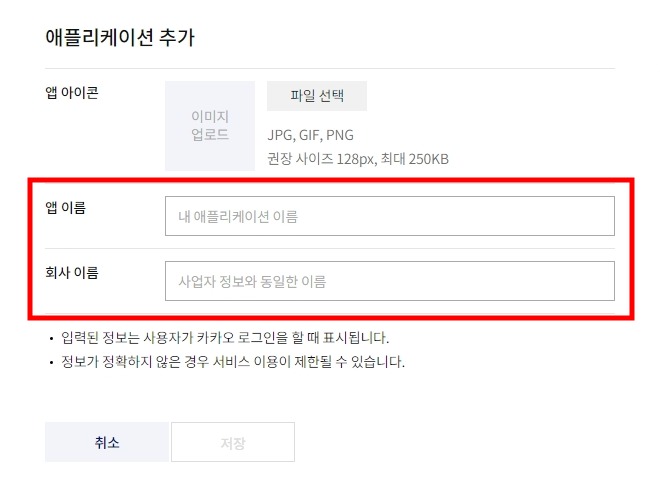 애플리케이션 추가
앱 아이콘
이미지
업로드
파일 선택
JPG, GIF, PNG
권장 사이즈 128px, 최대 250KB
앱 이름
내 애플리케이션 이름
회사 이름
사업자 정보와 동일한 이름
• 입력된 정보는 사용자가 카카오 로그인을 할 때 표시됩니다.
• 정보가 정확하지 않은 경우 서비스 이용이 제한될 수 있습니다.
취소
저장